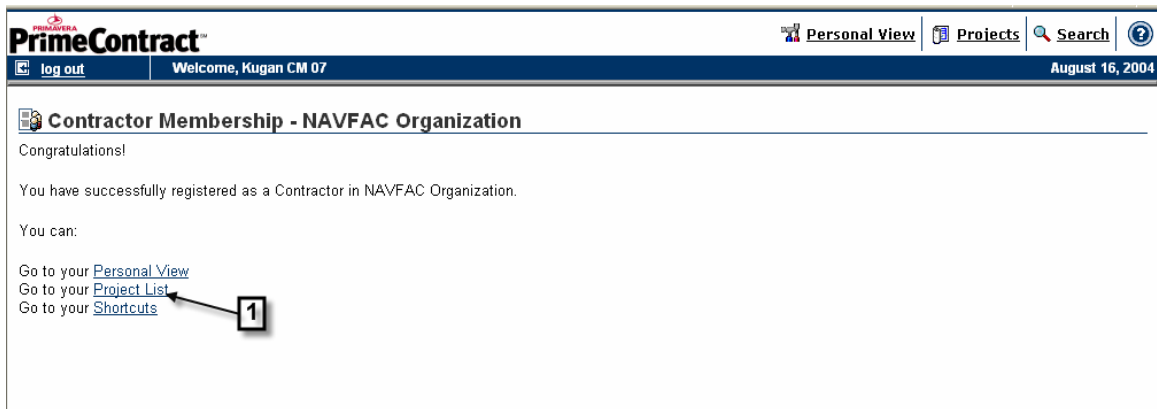 PRIMAVERA
PrimeContract™
Personal View
Projects
Search
?
log out
Welcome, Kugan CM 07
August 16, 2004
Contractor Membership - NAVFAC Organization
Congratulations!
You have successfully registered as a Contractor in NAVFAC Organization.
You can:
Go to your Personal View
Go to your Project List
Go to your Shortcuts
1